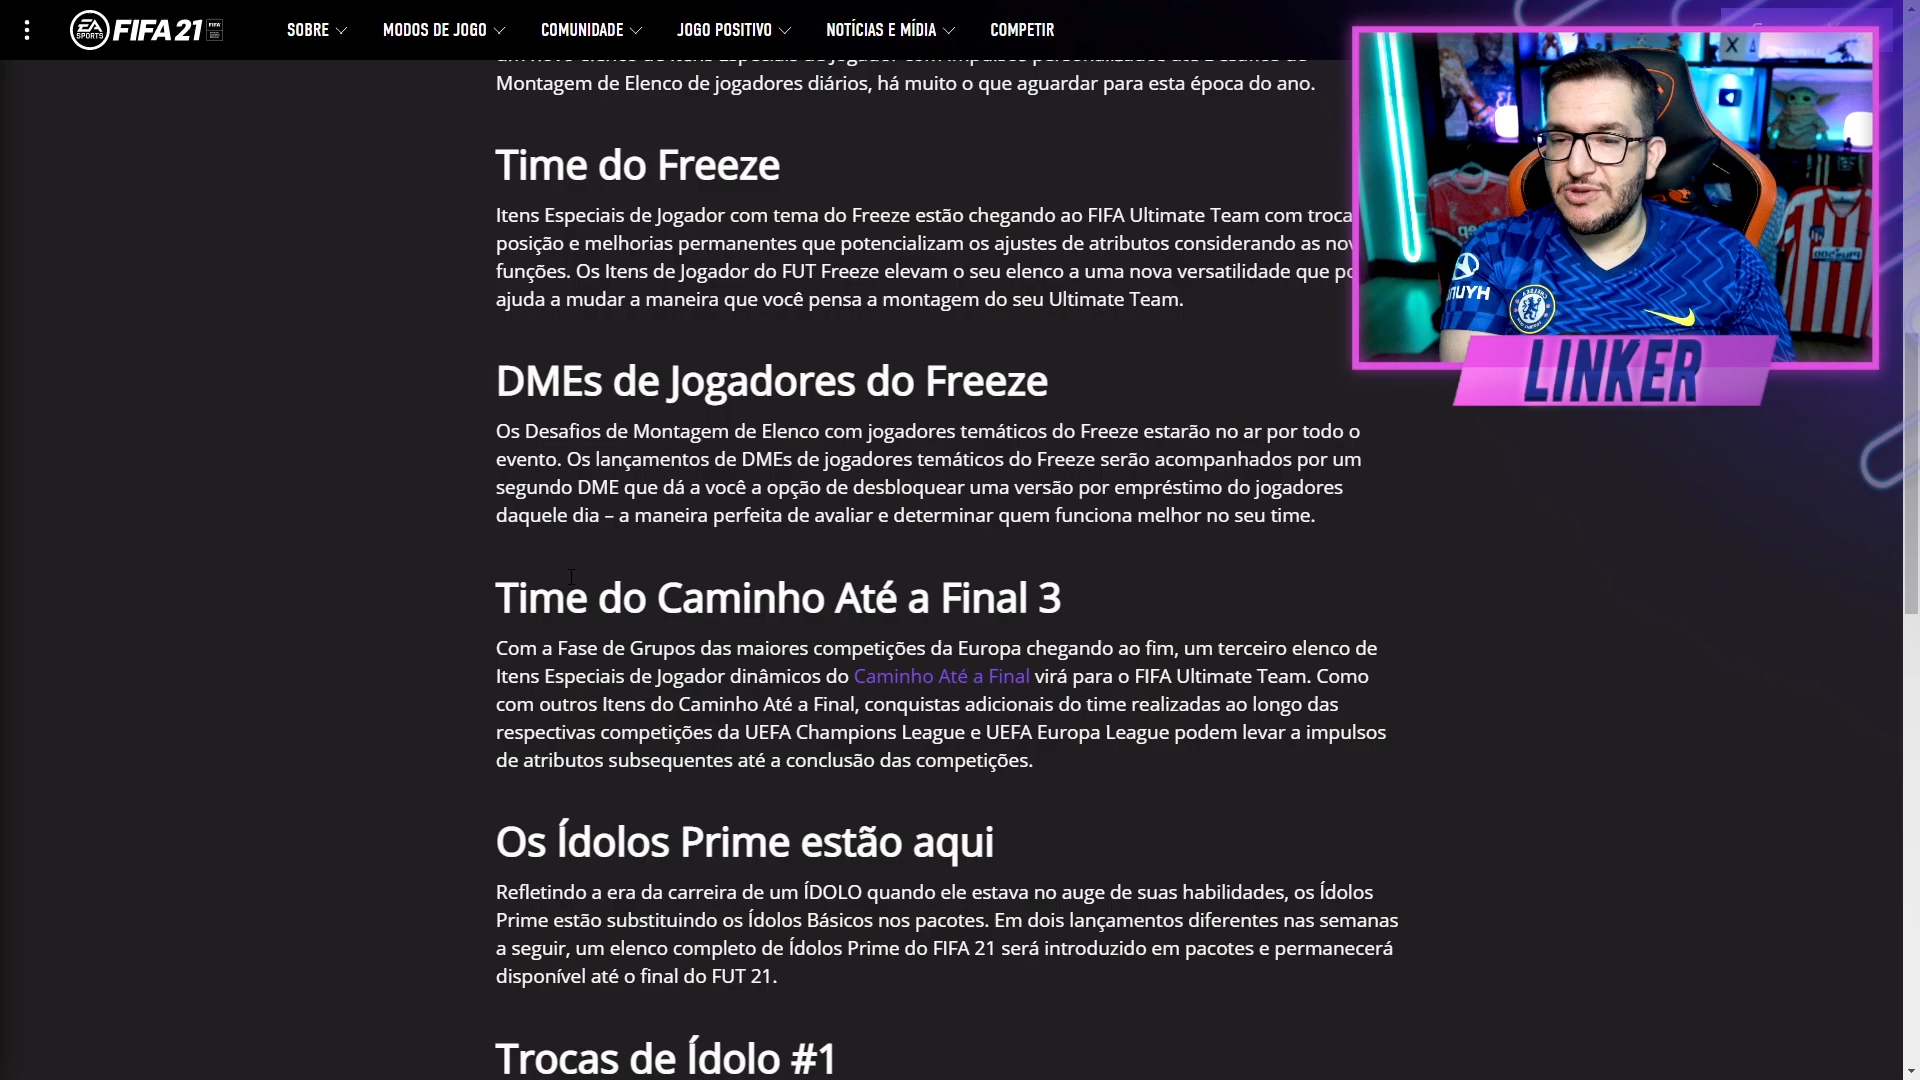 EA SPORTS FIFA 21
SOBRE
MODOS DE JOGO
COMUNIDADE
JOGO POSITIVO
NOTÍCIAS E MÍDIA
COMPETIR
Montagem de Elenco de jogadores diários, há muito o que aguardar para esta época do ano.
Time do Freeze
Itens Especiais de Jogador com tema do Freeze estão chegando ao FIFA Ultimate Team com troca
posição e melhorias permanentes que potencializam os ajustes de atributos considerando as nov
funções. Os Itens de Jogador do FUT Freeze elevam o seu elenco a uma nova versatilidade que po
ajuda a mudar a maneira que você pensa a montagem do seu Ultimate Team.
DMEs de Jogadores do Freeze
Os Desafios de Montagem de Elenco com jogadores temáticos do Freeze estarão no ar por todo o
evento. Os lançamentos de DMEs de jogadores temáticos do Freeze serão acompanhados por um
segundo DME que dá a você a opção de desbloquear uma versão por empréstimo do jogadores
daquele dia – a maneira perfeita de avaliar e determinar quem funciona melhor no seu time.
Time do Caminho Até a Final 3
Com a Fase de Grupos das maiores competições da Europa chegando ao fim, um terceiro elenco de
Itens Especiais de Jogador dinâmicos do Caminho Até a Final virá para o FIFA Ultimate Team. Como
com outros Itens do Caminho Até a Final, conquistas adicionais do time realizadas ao longo das
respectivas competições da UEFA Champions League e UEFA Europa League podem levar a impulsos
de atributos subsequentes até a conclusão das competições.
Os Ídolos Prime estão aqui
Refletindo a era da carreira de um ÍDOLO quando ele estava no auge de suas habilidades, os Ídolos
Prime estão substituindo os Ídolos Básicos nos pacotes. Em dois lançamentos diferentes nas semanas
a seguir, um elenco completo de Ídolos Prime do FIFA 21 será introduzido em pacotes e permanecerá
disponível até o final do FUT 21.
Trocas de Ídolo #1
LINKER